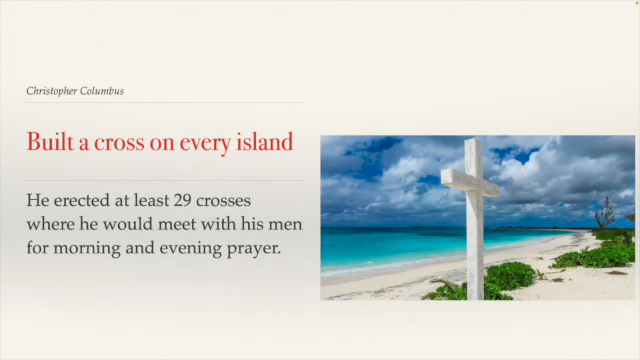 Christopher Columbus
Built a cross on every island
He erected at least 29 crosses
where he would meet with his men
for morning and evening prayer.